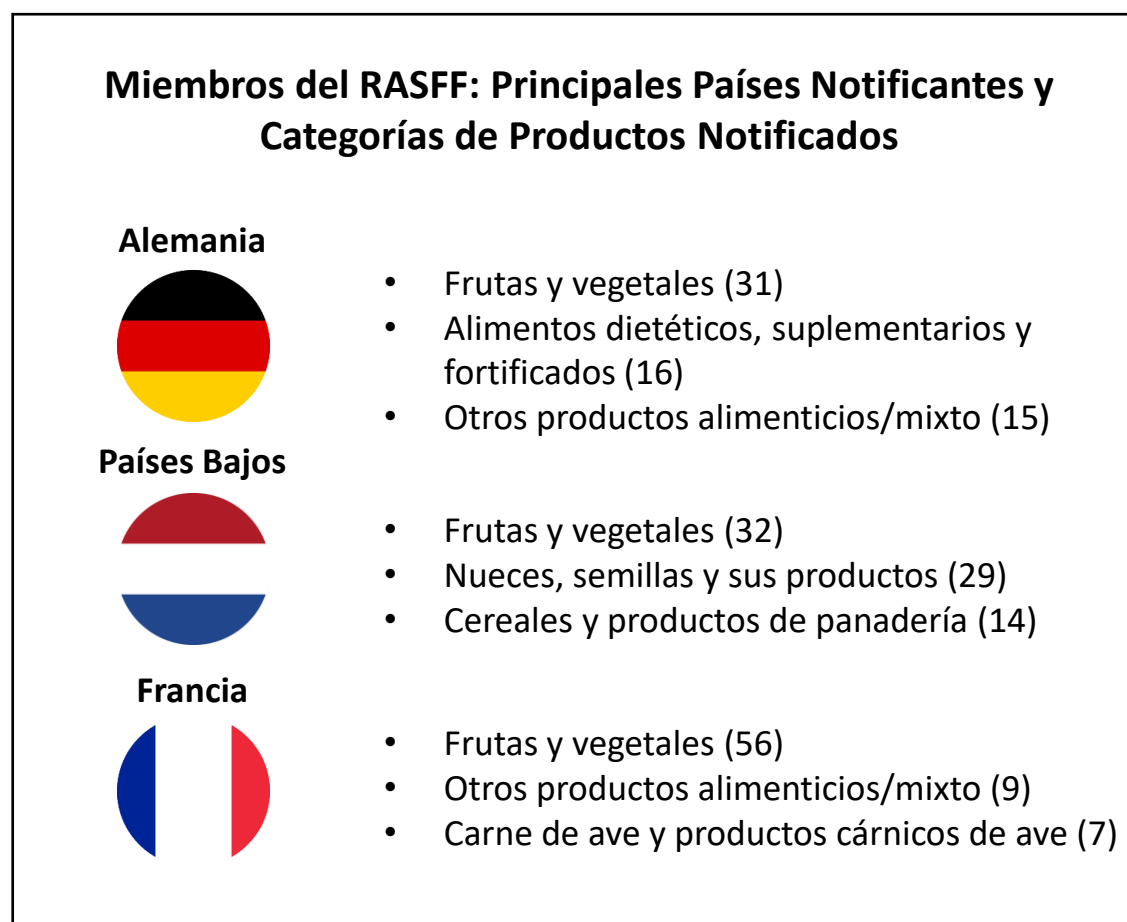 Miembros del RASFF: Principales Países Notificantes y
Categorías de Productos Notificados
Alemania
• Frutas y vegetales (31)
• Alimentos dietéticos, suplementarios y
fortificados (16)
• Otros productos alimenticios/mixto (15)
Países Bajos
• Frutas y vegetales (32)
• Nueces, semillas y sus productos (29)
• Cereales y productos de panadería (14)
Francia
• Frutas y vegetales (56)
• Otros productos alimenticios/mixto (9)
• Carne de ave y productos cárnicos de ave (7)